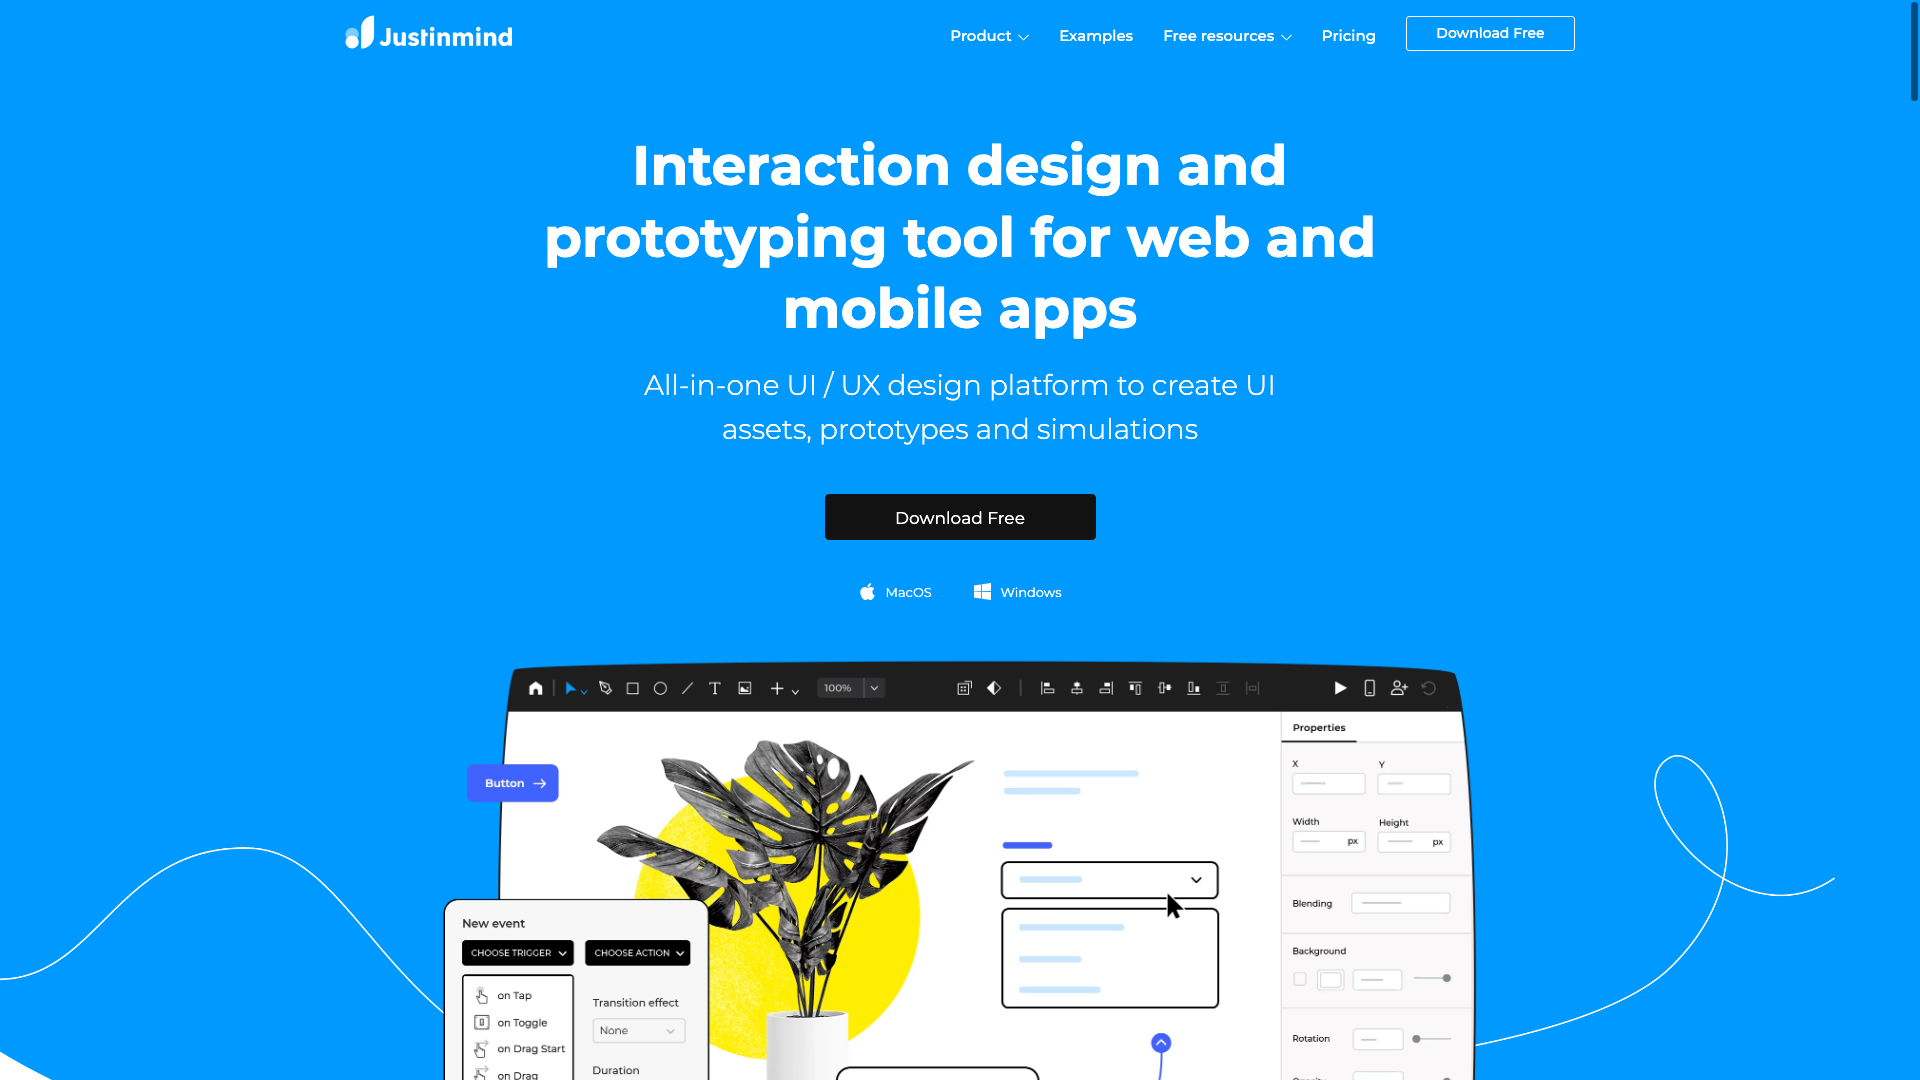 Justinmind
Product
Examples
Free resources
Pricing
Download Free
Interaction design and
prototyping tool for web and
mobile apps
All-in-one UI / UX design platform to create UI
assets, prototypes and simulations
Download Free
MacOS
Windows
100%
Properties
X
Y
Button
Width
Height
px
px
Blending
New event
CHOOSE TRIGGER
CHOOSE ACTION
Background
on Tap
Transition effect
on Toggle
None
Rotation
on Drag Start
Duration
on Drag